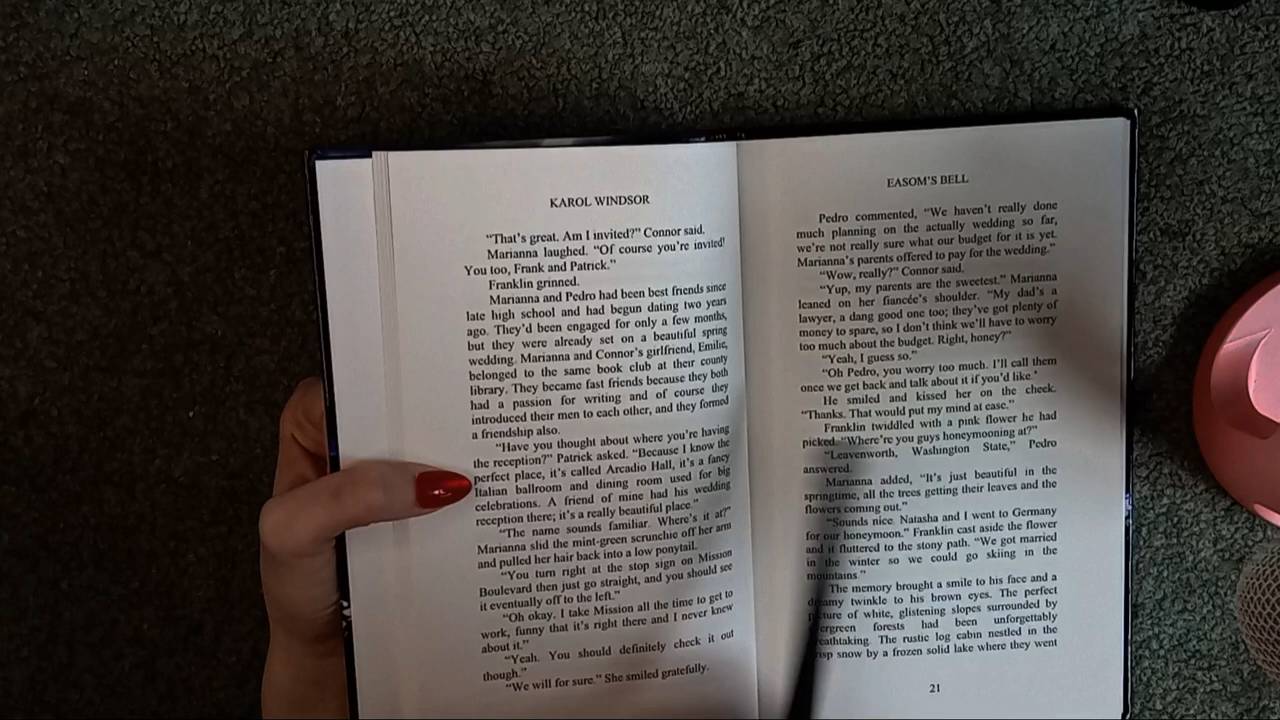 KAROL WINDSOR
"That's great. Am I invited?" Connor said.
Marianna laughed. "Of course you're invited!
You too, Frank and Patrick."
Franklin grinned.
Marianna and Pedro had been best friends since
late high school and had begun dating two years
ago. They'd been engaged for only a few months,
but they were already set on a beautiful spring
wedding. Marianna and Connor's girlfriend, Emilie,
belonged to the same book club at their county
library. They became fast friends because they both
had a passion for writing and of course they
introduced their men to each other, and they formed
a friendship also.
"Have you thought about where you're having
the reception?" Patrick asked. "Because I know the
perfect place, it's called Arcadio Hall, it's a fancy
Italian ballroom and dining room used for big
celebrations. A friend of mine had his wedding
reception there; it's a really beautiful place."
"The name sounds familiar. Where's it at?"
Marianna slid the mint-green scrunchie off her arm
and pulled her hair back into a low ponytail.
"You turn right at the stop sign on Mission
Boulevard then just go straight, and you should see
it eventually off to the left."
"Oh okay. I take Mission all the time to get to
work, funny that it's right there and I never knew
about it."
"Yeah. You should definitely check it out
though."
"We will for sure." She smiled gratefully.
EASOM'S BELL
Pedro commented, "We haven't really done
much planning on the actually wedding so far,
we're not really sure what our budget for it is yet.
Marianna's parents offered to pay for the wedding."
"Wow, really?" Connor said.
"Yup, my parents are the sweetest." Marianna
leaned on her fiancée's shoulder. "My dad's a
lawyer, a dang good one too; they've got plenty of
money to spare, so I don't think we'll have to worry
too much about the budget. Right, honey?"
"Yeah, I guess so."
"Oh Pedro, you worry too much. I'll call them
once we get back and talk about it if you'd like."
He smiled and kissed her on the cheek.
"Thanks. That would put my mind at ease."
Franklin twiddled with a pink flower he had
picked. "Where're you guys honeymooning at?"
"Leavenworth, Washington State," Pedro
answered.
Marianna added, "It's just beautiful in the
springtime, all the trees getting their leaves and the
flowers coming out."
"Sounds nice. Natasha and I went to Germany
for our honeymoon." Franklin cast aside the flower
and it fluttered to the stony path. "We got married
in the winter so we could go skiing in the
mountains."
The memory brought a smile to his face and a
twinkle to his brown eyes. The perfect
of white, glistening slopes surrounded by
forests had been unforgettably
The rustic log cabin nestled in the
snow by a frozen solid lake where they went
21